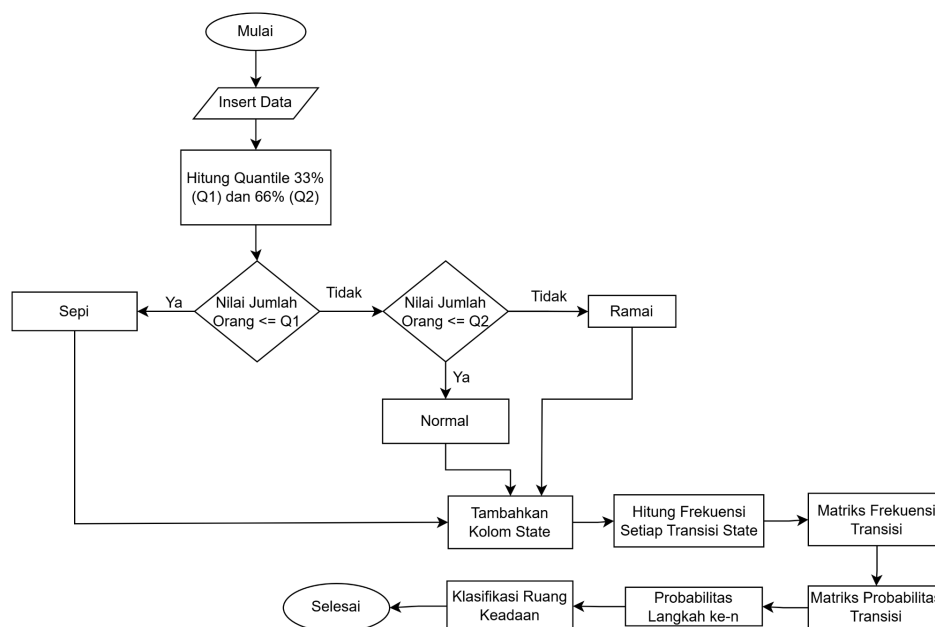 Mulai
Insert Data
Hitung Quantile 33%
(Q1) dan 66% (Q2)
Sepi
Ya
Nilai Jumlah
Orang <= Q1
Tidak
Nilai Jumlah
Orang <= Q2
Tidak
Ramai
Ya
Normal
Tambahkan
Kolom State
Hitung Frekuensi
Setiap Transisi State
Matriks Frekuensi
Transisi
Matriks Probabilitas
Transisi
Probabilitas
Langkah ke-n
Klasifikasi Ruang
Keadaan
Selesai